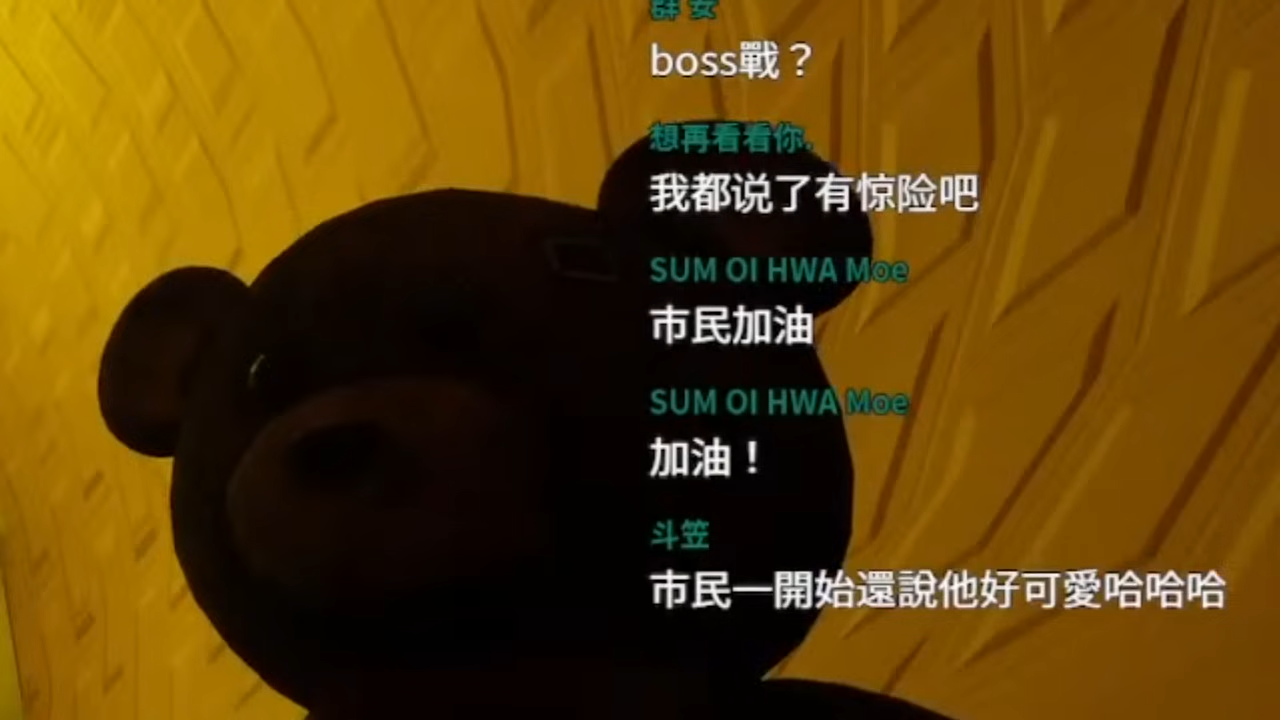 boss戰？
想再看看你.
我都说了有惊险吧
SUM OI HWA Moe
市民加油
SUM OI HWA Moe
加油！
斗笠
市民一開始還說他好可愛哈哈哈